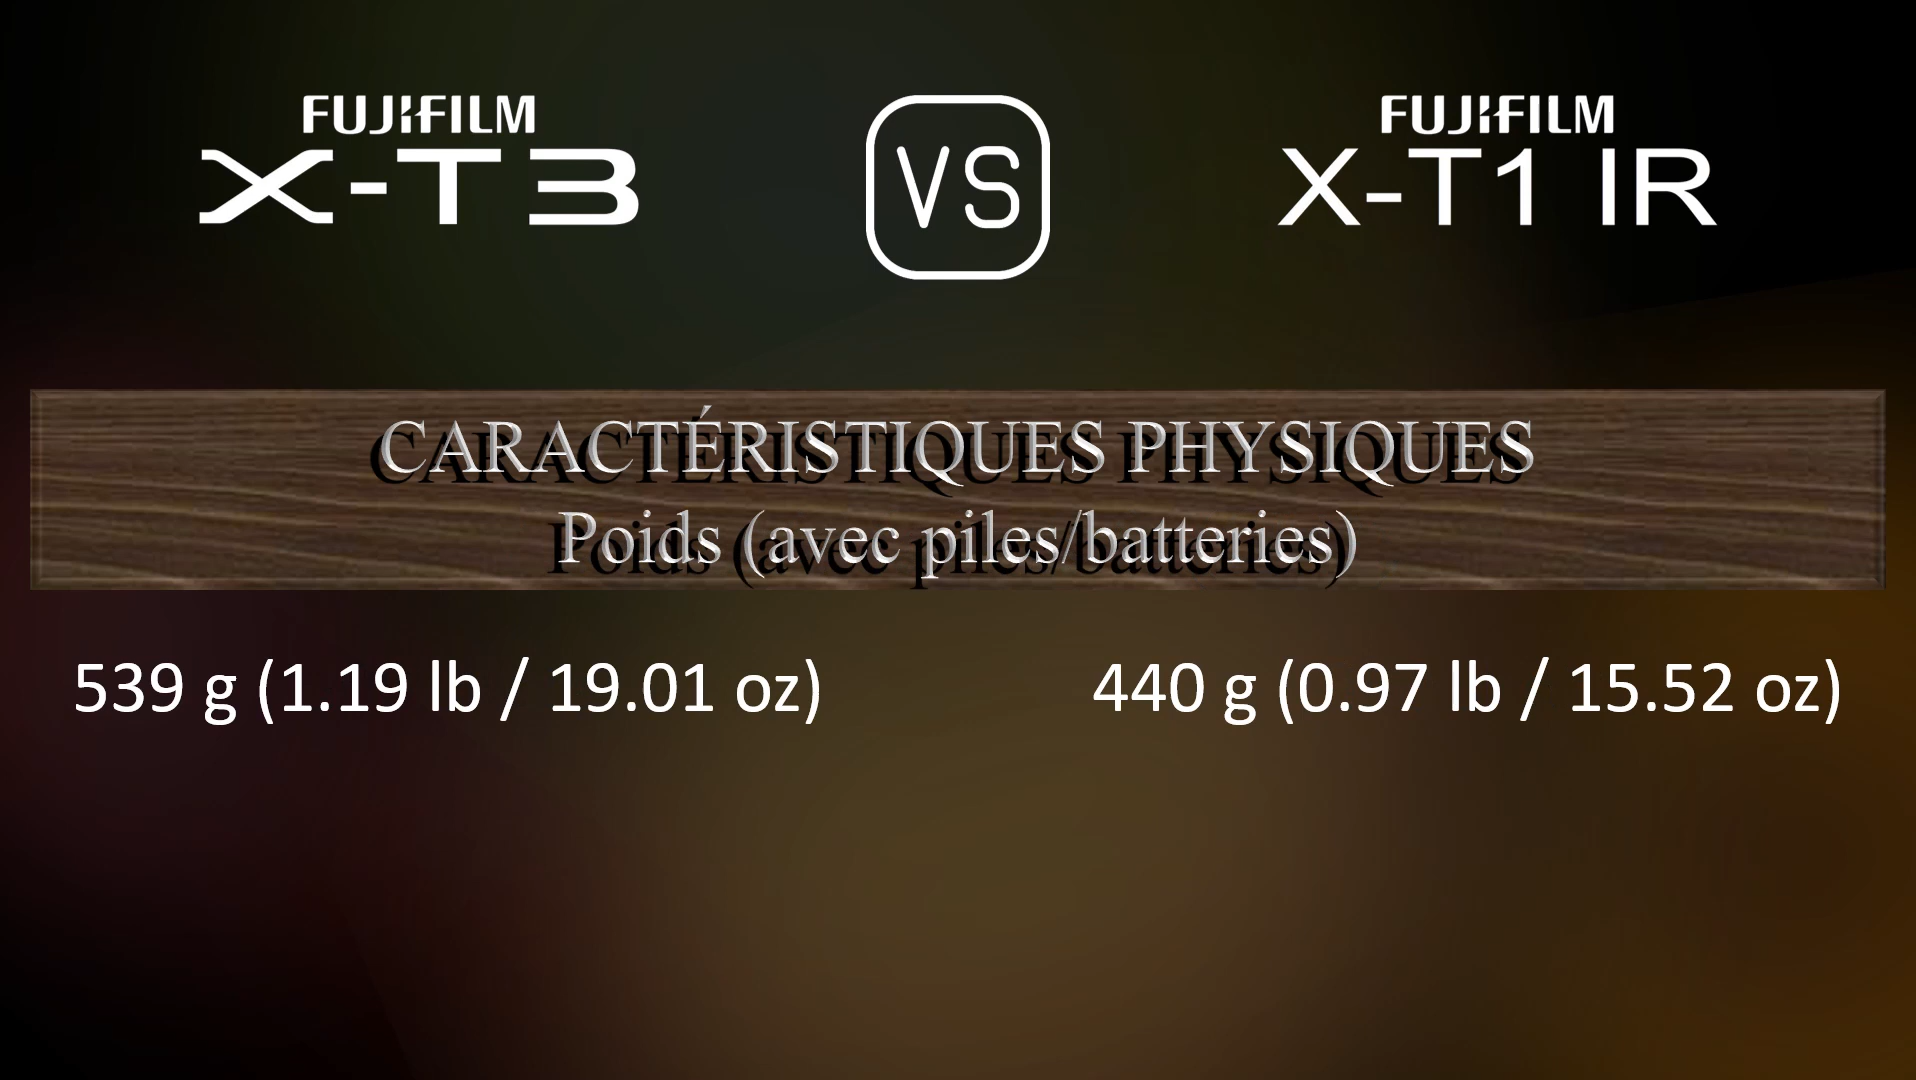 FUJIFILM
X-T3
VS
FUJIFILM
X-T1 IR
CARACTÉRISTIQUES PHYSIQUES
Poids (avec piles/batteries)
539 g (1.19 lb / 19.01 oz)
440 g (0.97 lb / 15.52 oz)